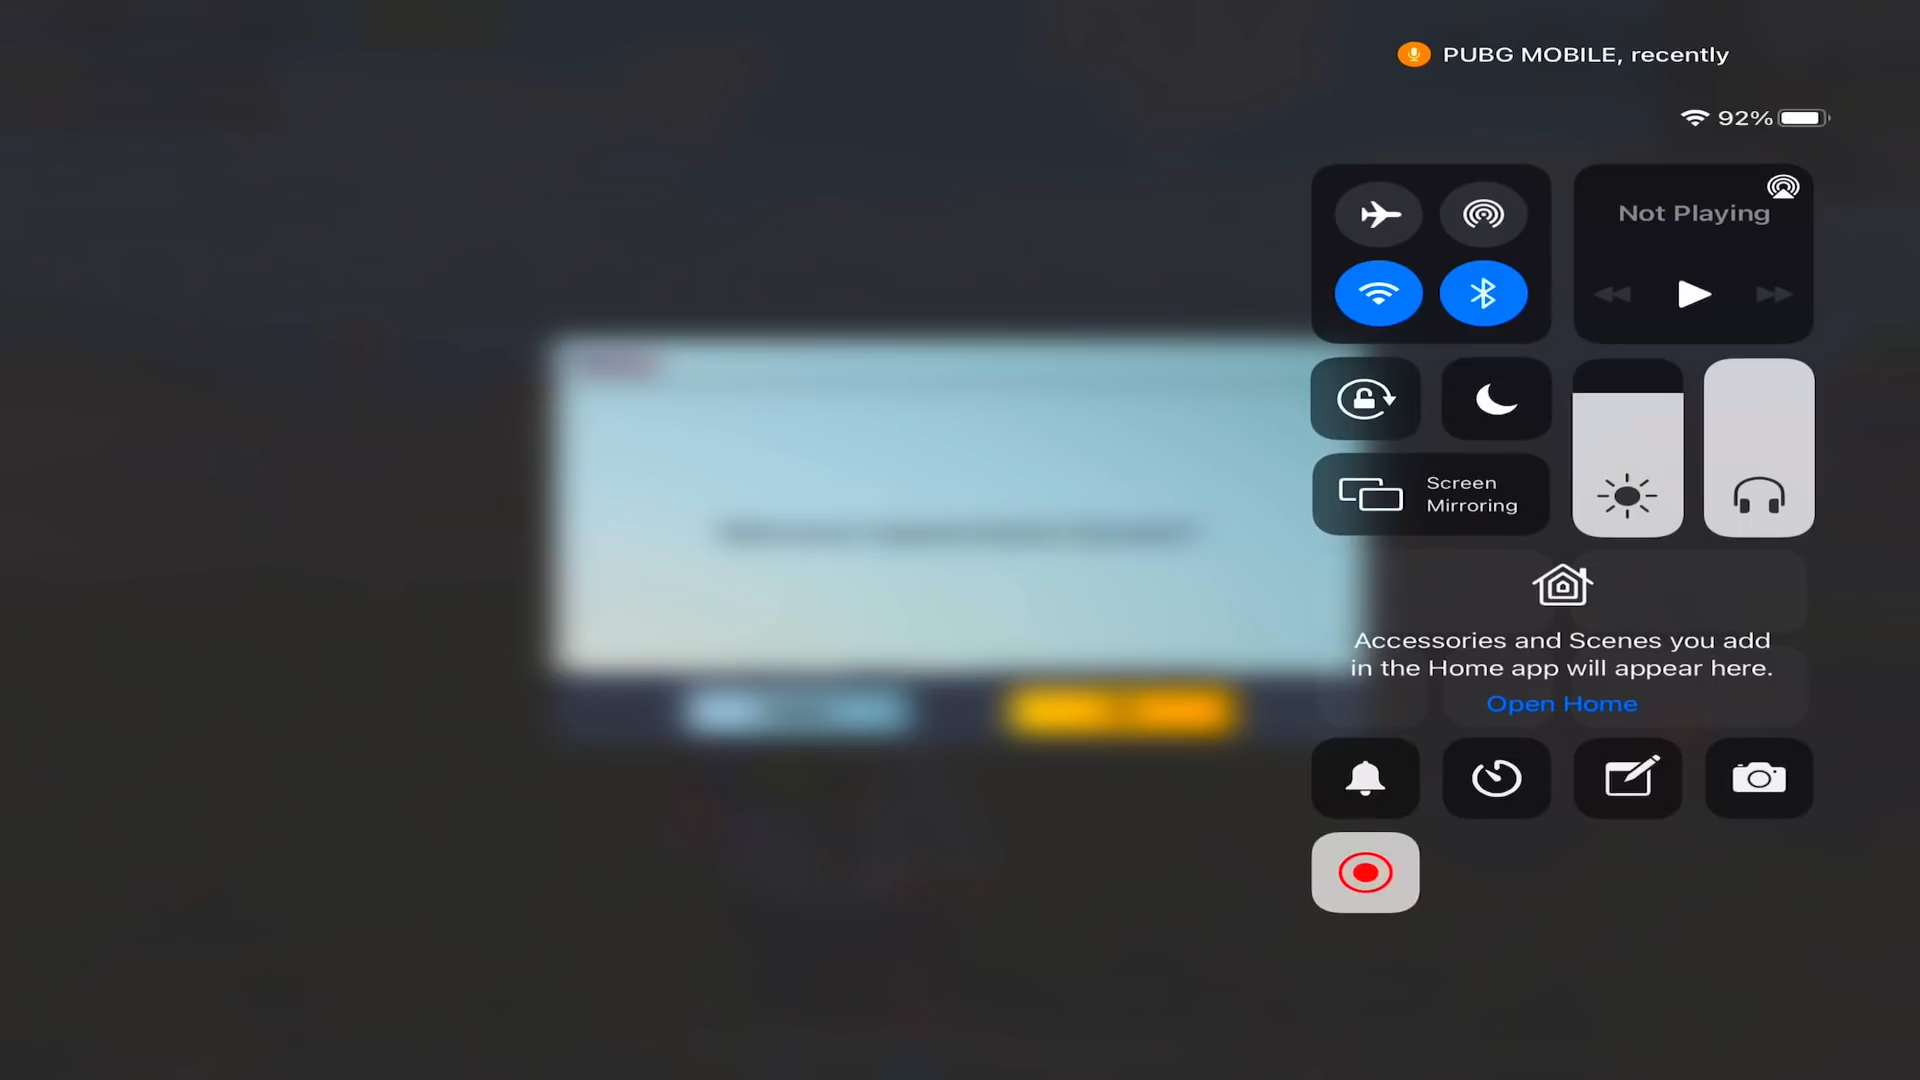 PUBG MOBILE, recently
92%
Not Playing
Screen
Mirroring
Accessories and Scenes you add
in the Home app will appear here.
Open Home